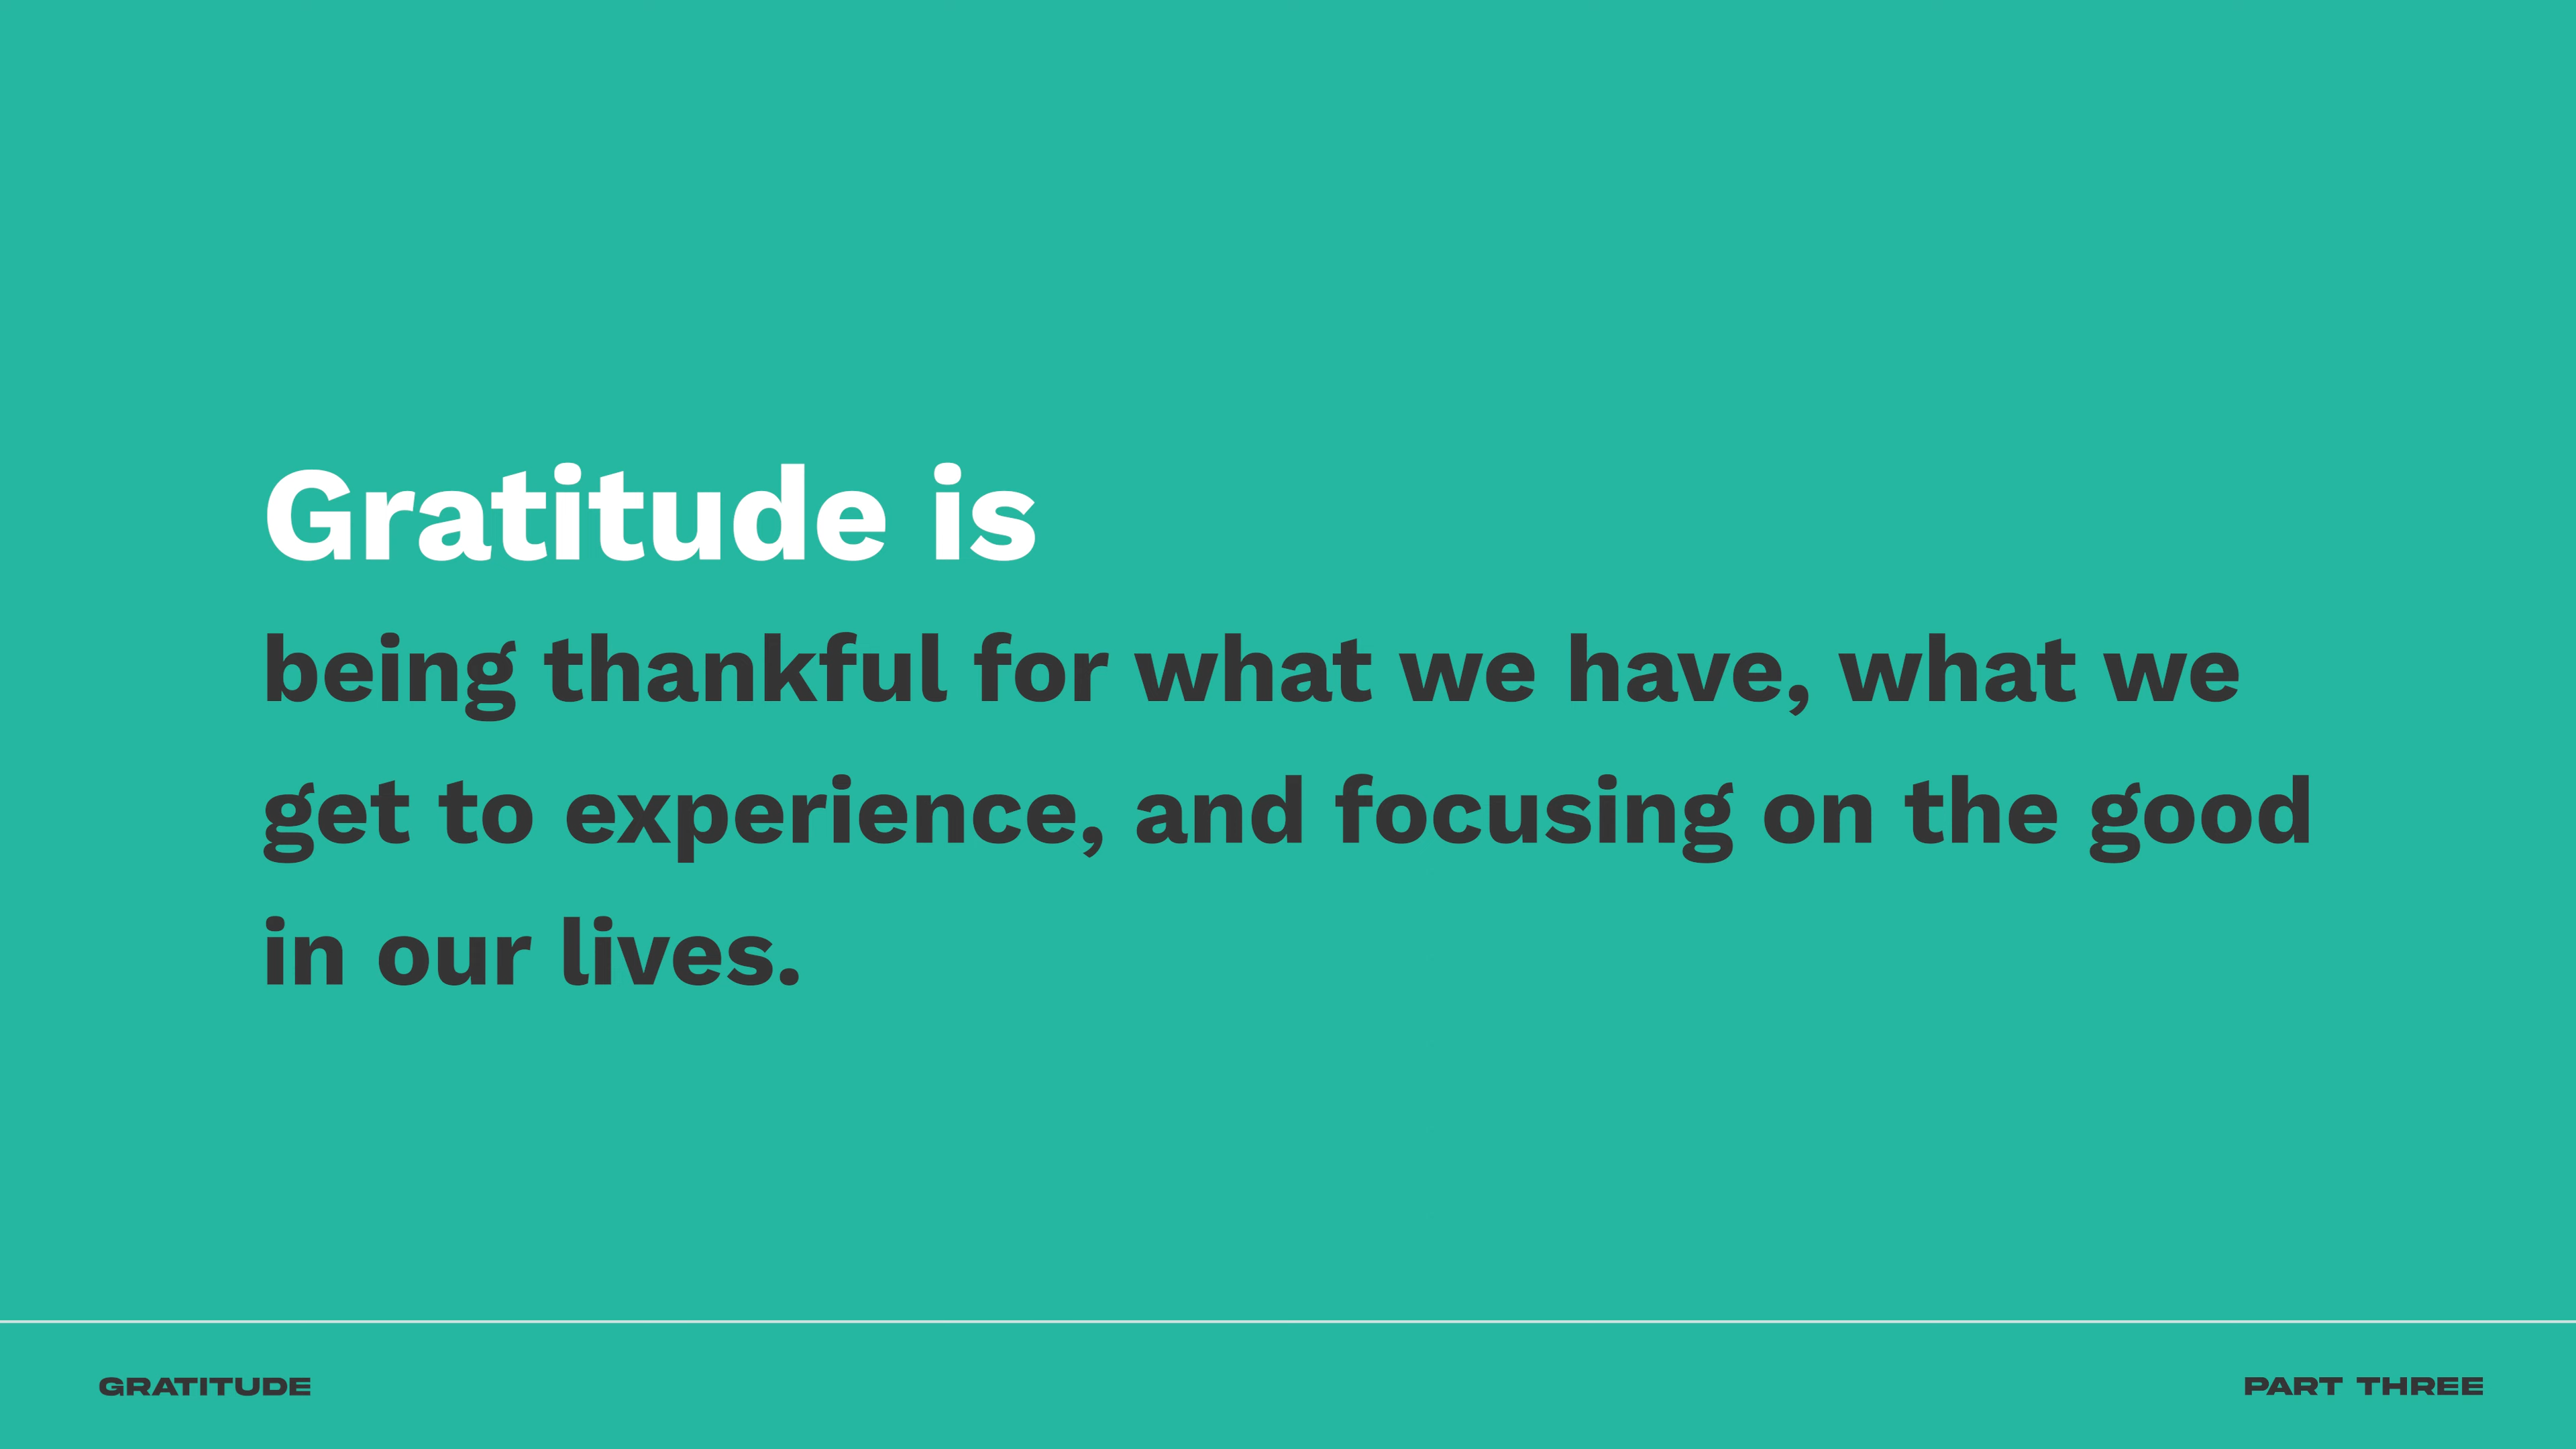 Gratitude is
being thankful for what we have, what we
get to experience, and focusing on the good
in our lives.
GRATITUDE
PART THREE